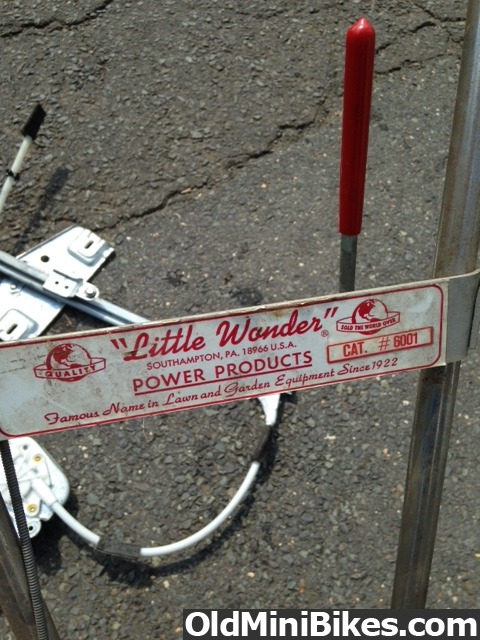 "Little Wonder"®
SOUTHAMPTON, PA. 18966 U.S.A.
POWER PRODUCTS
Famous Name in Lawn and Garden Equipment Since 1922
QUALITY
SOLD THE WORLD OVER
CAT. # 6001
OldMiniBikes.com